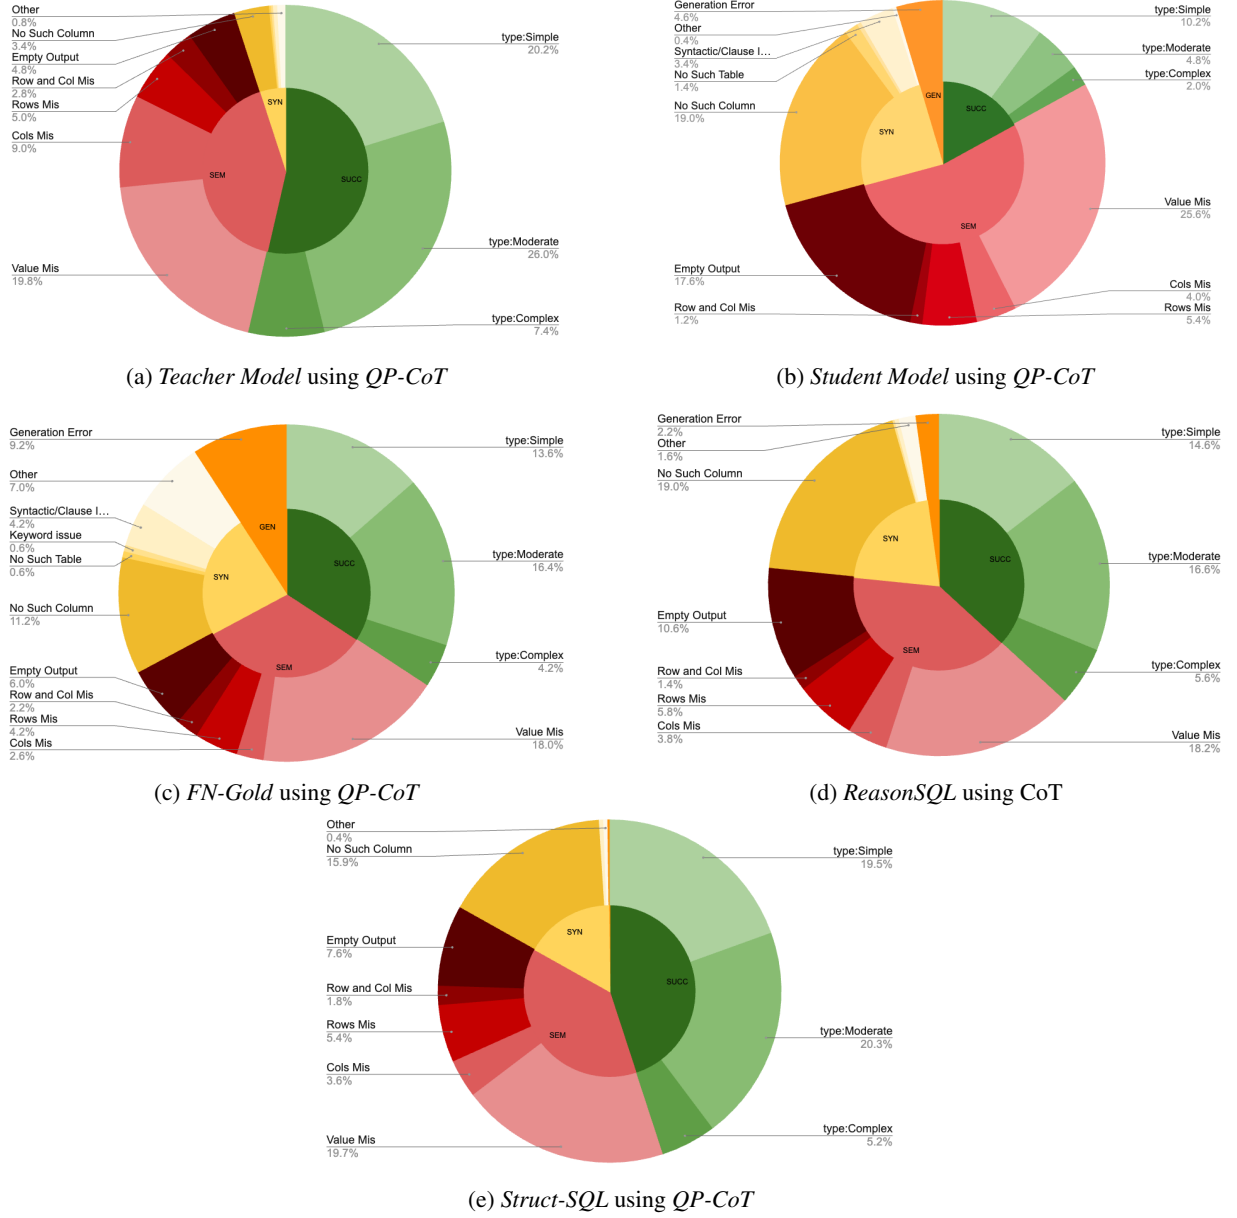 Other
0.8%
No Such Column
3.4%
Empty Output
4.8%
Row and Col Mis
2.8%
Rows Mis
5.0%
Cols Mis
9.0%
Value Mis
19.8%
type:Simple
20.2%
type:Moderate
26.0%
type:Complex
7.4%
SYN
SEM
SUCC
(a) Teacher Model using QP-CoT
Generation Error
4.6%
Other
0.4%
Syntactic/Clause I…
3.4%
No Such Table
1.4%
No Such Column
19.0%
Empty Output
17.6%
Row and Col Mis
1.2%
type:Simple
10.2%
type:Moderate
4.8%
type:Complex
2.0%
Value Mis
25.6%
Cols Mis
4.0%
Rows Mis
5.4%
GEN
SUCC
SYN
SEM
(b) Student Model using QP-CoT
Generation Error
9.2%
Other
7.0%
Syntactic/Clause I…
4.2%
Keyword issue
0.6%
No Such Table
0.6%
No Such Column
11.2%
Empty Output
6.0%
Row and Col Mis
2.2%
Rows Mis
4.2%
Cols Mis
2.6%
type:Simple
13.6%
type:Moderate
16.4%
type:Complex
4.2%
Value Mis
18.0%
GEN
SUCC
SYN
SEM
(c) FN-Gold using QP-CoT
Generation Error
2.2%
Other
1.6%
No Such Column
19.0%
Empty Output
10.6%
Row and Col Mis
1.4%
Rows Mis
5.8%
Cols Mis
3.8%
type:Simple
14.6%
type:Moderate
16.6%
type:Complex
5.6%
Value Mis
18.2%
SYN
SUCC
SEM
(d) ReasonSQL using CoT
Other
0.4%
No Such Column
15.9%
Empty Output
7.6%
Row and Col Mis
1.8%
Rows Mis
5.4%
Cols Mis
3.6%
Value Mis
19.7%
type:Simple
19.5%
type:Moderate
20.3%
type:Complex
5.2%
SYN
SUCC
SEM
(e) Struct-SQL using QP-CoT